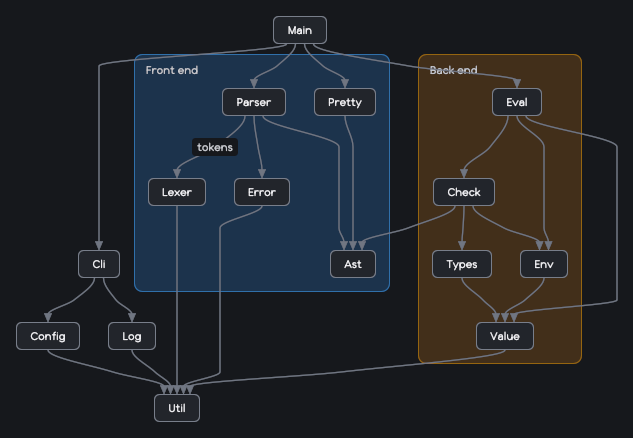 Main
Front end
Back end
Parser
Pretty
Eval
tokens
Lexer
Error
Check
Cli
Ast
Types
Env
Config
Log
Value
Util